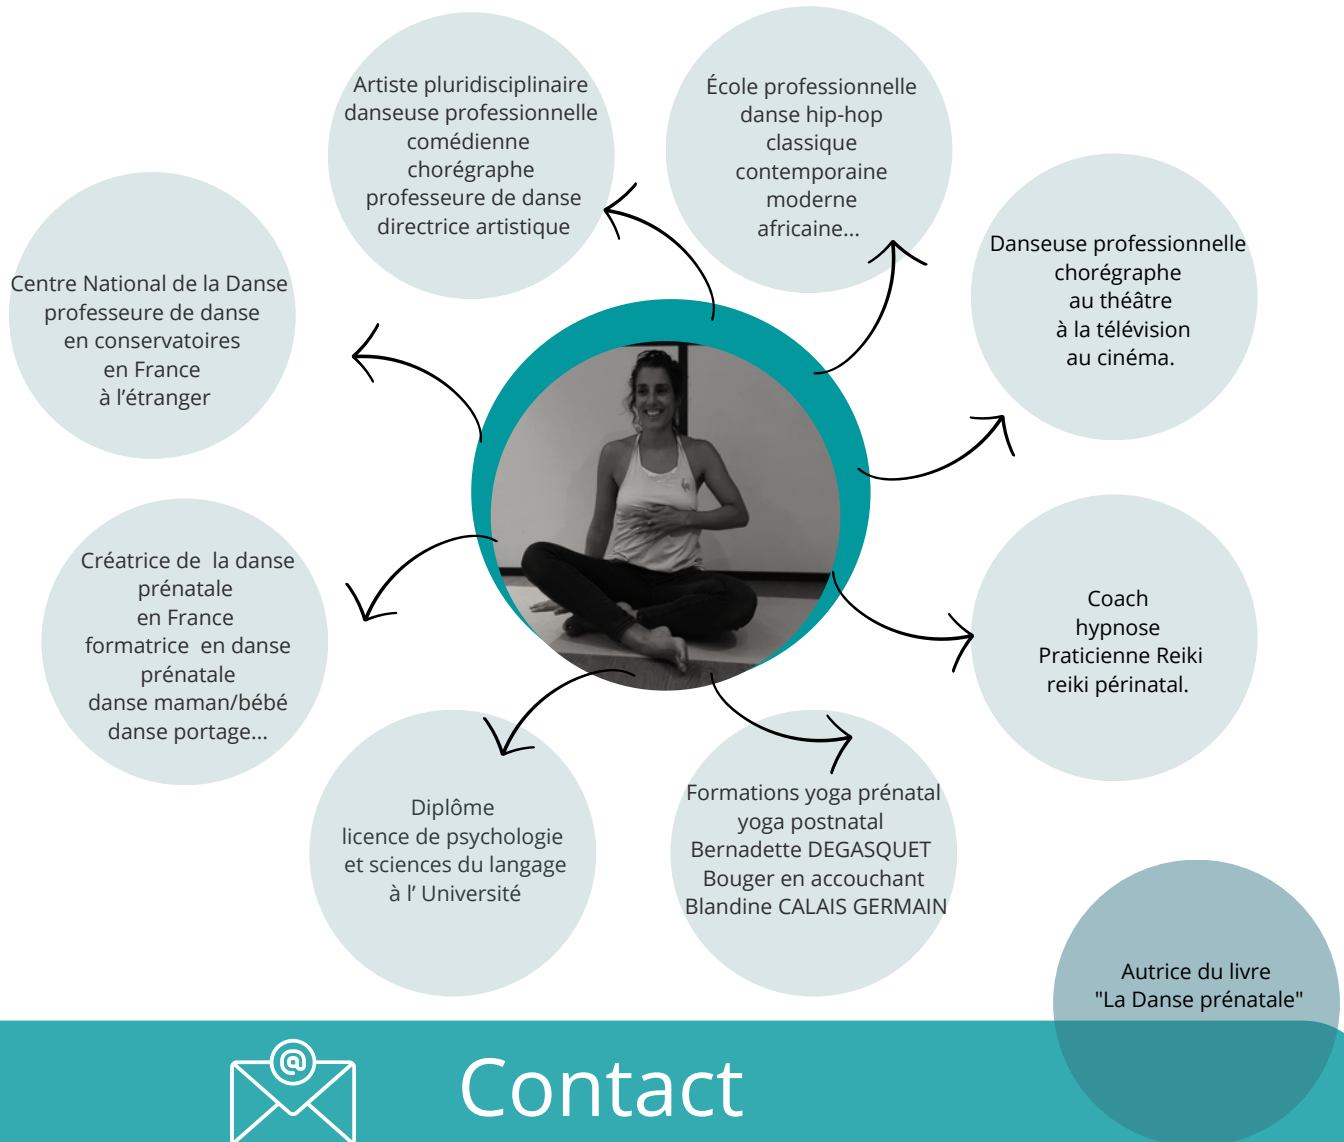 Artiste pluridisciplinaire
danseuse professionnelle
comédienne
chorégraphe
professeure de danse
directrice artistique
École professionnelle
danse hip-hop
classique
contemporaine
moderne
africaine...
Danseuse professionnelle
chorégraphe
au théâtre
à la télévision
au cinéma.
Centre National de la Danse
professeure de danse
en conservatoires
en France
à l'étranger
Créatrice de la danse
prénatale
en France
formatrice en danse
prénatale
danse maman/bébé
danse portage...
Coach
hypnose
Praticienne Reiki
reiki périnatal.
Diplôme
licence de psychologie
et sciences du langage
à l' Université
Formations yoga prénatal
yoga postnatal
Bernadette DEGASQUET
Bouger en accouchant
Blandine CALAIS GERMAIN
Autrice du livre
"La Danse prénatale"
@
Contact